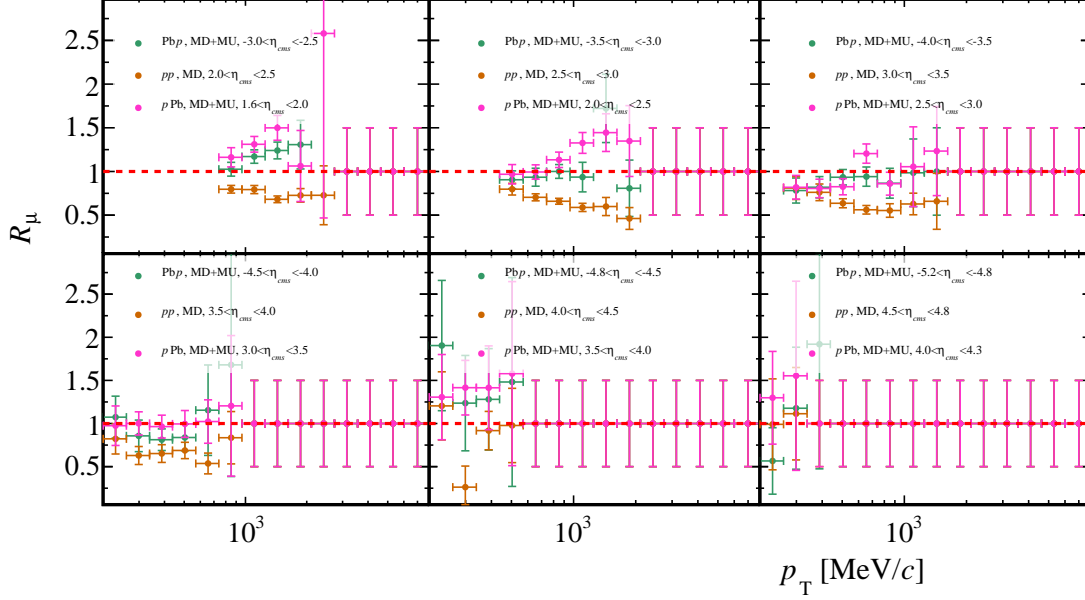 2.5
2
1.5
1
0.5
R_μ
Pbp, MD+MU, -3.0<η_cms<-2.5
pp, MD, 2.0<η_cms<2.5
pPb, MD+MU, 1.6<η_cms<2.0
Pbp, MD+MU, -3.5<η_cms<-3.0
pp, MD, 2.5<η_cms<3.0
pPb, MD+MU, 2.0<η_cms<2.5
Pbp, MD+MU, -4.0<η_cms<-3.5
pp, MD, 3.0<η_cms<3.5
pPb, MD+MU, 2.5<η_cms<3.0
2.5
2
1.5
1
0.5
Pbp, MD+MU, -4.5<η_cms<-4.0
pp, MD, 3.5<η_cms<4.0
pPb, MD+MU, 3.0<η_cms<3.5
Pbp, MD+MU, -4.8<η_cms<-4.5
pp, MD, 4.0<η_cms<4.5
pPb, MD+MU, 3.5<η_cms<4.0
Pbp, MD+MU, -5.2<η_cms<-4.8
pp, MD, 4.5<η_cms<4.8
pPb, MD+MU, 4.0<η_cms<4.3
10³ 10³ 10³
p_T [MeV/c]